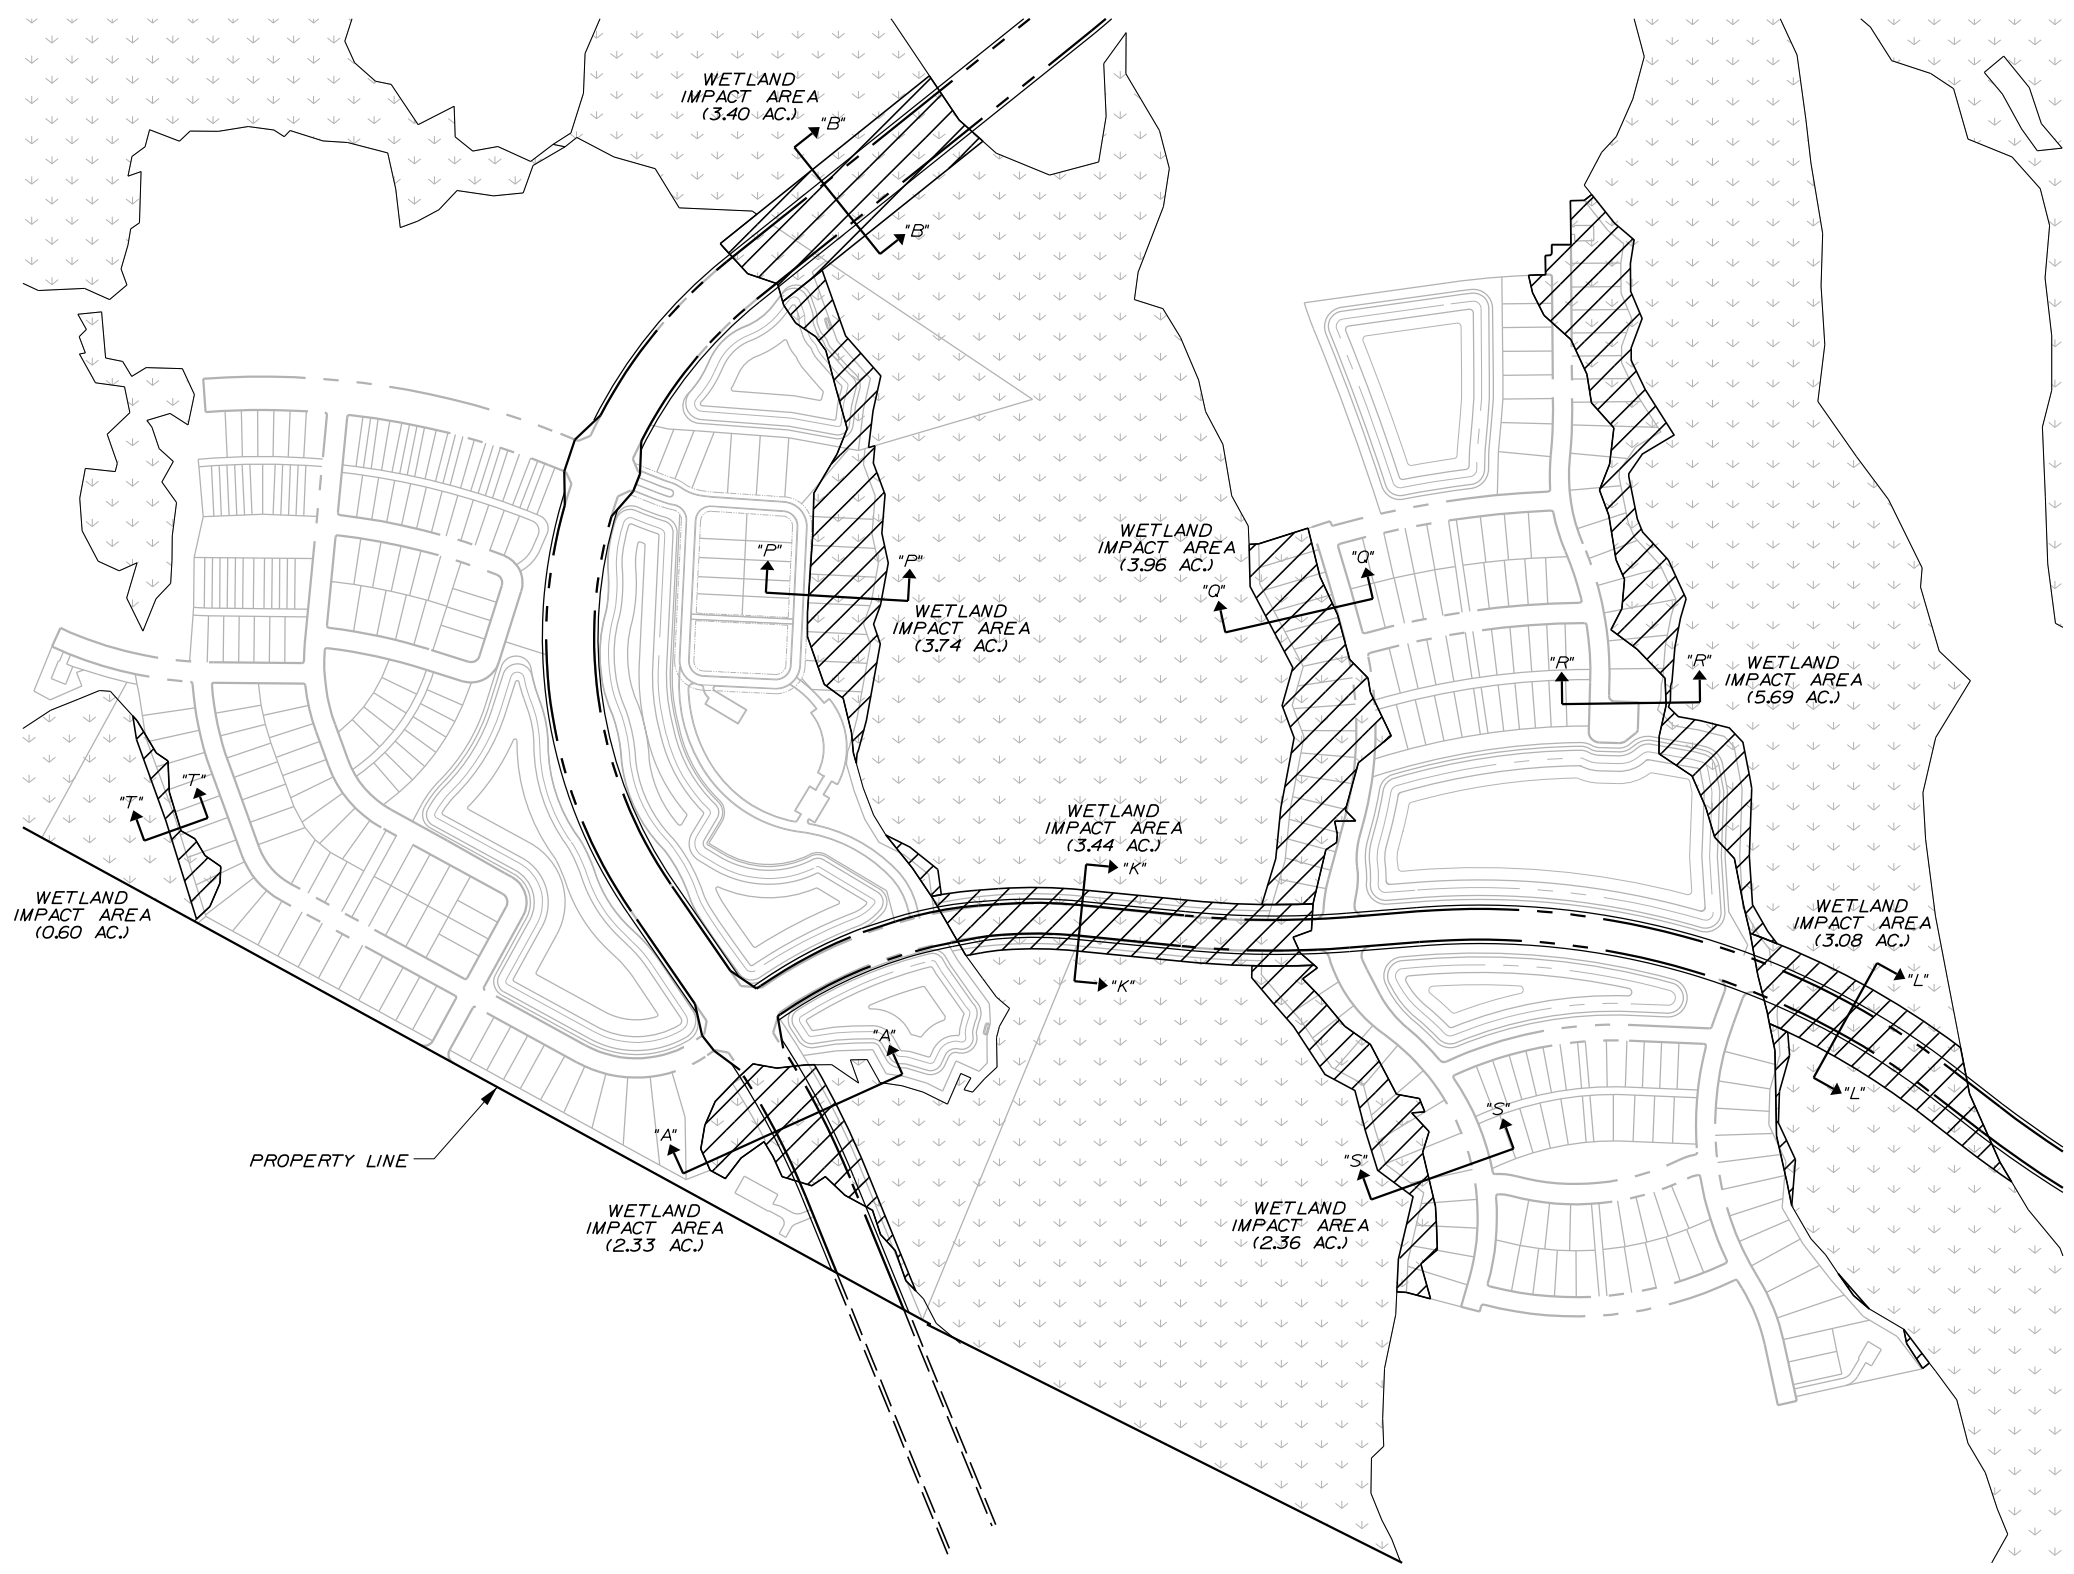 WETLAND
IMPACT AREA
(3.40 AC.)
"B"
"B"
WETLAND
IMPACT AREA
(3.96 AC.)
"Q"
"Q"
"P"
"P"
WETLAND
IMPACT AREA
(3.74 AC.)
"R"
"R"
WETLAND
IMPACT AREA
(5.69 AC.)
"T"
"T"
WETLAND
IMPACT AREA
(3.44 AC.)
"K"
"K"
WETLAND
IMPACT AREA
(0.60 AC.)
WETLAND
IMPACT AREA
(3.08 AC.)
"L"
"L"
"A"
"A"
"S"
"S"
PROPERTY LINE
WETLAND
IMPACT AREA
(2.33 AC.)
WETLAND
IMPACT AREA
(2.36 AC.)